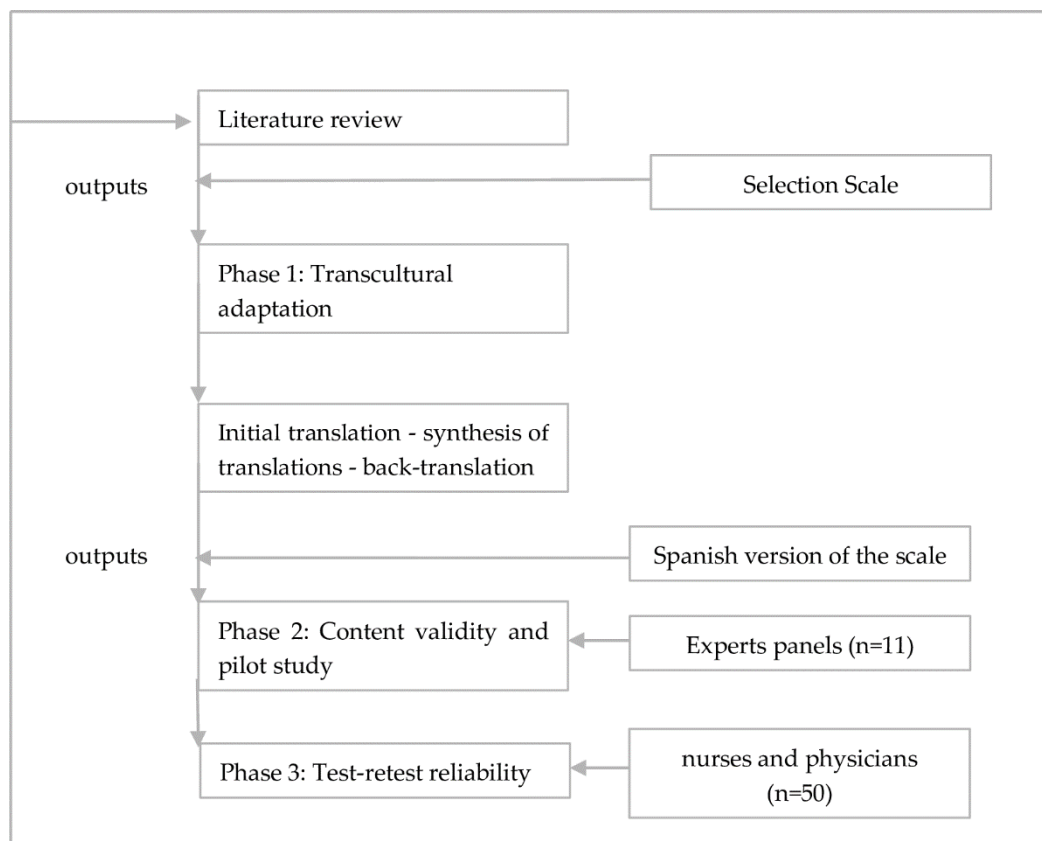 Literature review
outputs
Selection Scale
Phase 1: Transcultural
adaptation
Initial translation - synthesis of
translations - back-translation
outputs
Spanish version of the scale
Phase 2: Content validity and
pilot study
Experts panels (n=11)
Phase 3: Test-retest reliability
nurses and physicians
(n=50)